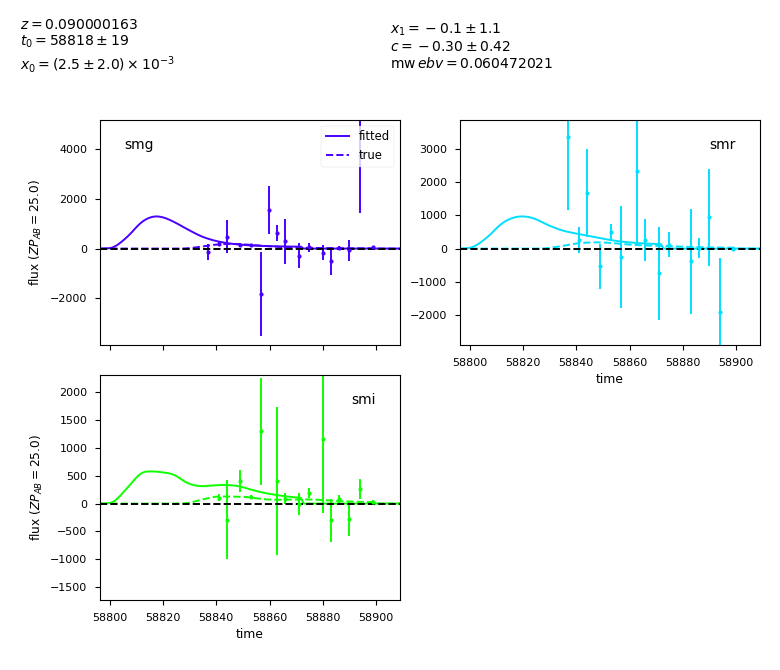 z = 0.090000163
t₀ = 58818 ± 19
x₀ = (2.5 ± 2.0) × 10⁻³
x₁ = −0.1 ± 1.1
c = −0.30 ± 0.42
mw ebv = 0.060472021
smg
fitted
true
4000
2000
0
−2000
flux (ZP_AB = 25.0)
smr
3000
2000
1000
0
−1000
−2000
58800 58820 58840 58860 58880 58900
time
smi
2000
1500
1000
500
0
−500
−1000
−1500
flux (ZP_AB = 25.0)
58800 58820 58840 58860 58880 58900
time